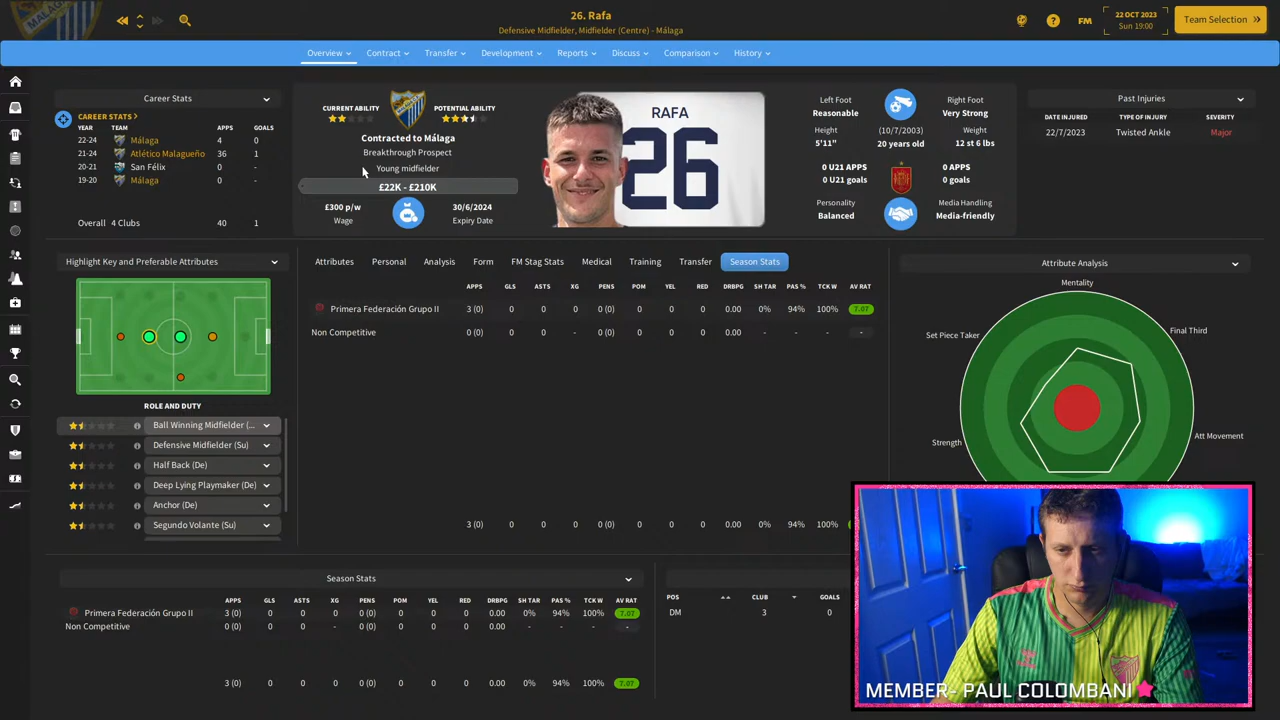 26. Rafa
Defensive Midfielder, Midfielder (Centre) - Málaga
FM
22 OCT 2023
Sun 19:00
Team Selection
Overview
Contract
Transfer
Development
Reports
Discuss
Comparison
History
Career Stats
CAREER STATS >
YEAR TEAM APPS GOALS
22-24 Málaga 4 0
21-24 Atlético Malagueño 36 1
20-21 San Félix 0 -
19-20 Málaga 0 -
Overall 4 Clubs 40 1
CURRENT ABILITY
POTENTIAL ABILITY
Contracted to Málaga
Breakthrough Prospect
Young midfielder
£22K - £210K
£300 p/w
Wage
30/6/2024
Expiry Date
RAFA
26
Left Foot
Reasonable
Right Foot
Very Strong
Height
5'11"
(10/7/2003)
20 years old
Weight
12 st 6 lbs
0 U21 APPS
0 U21 goals
0 APPS
0 goals
Personality
Balanced
Media Handling
Media-friendly
Past Injuries
DATE INJURED TYPE OF INJURY SEVERITY
22/7/2023 Twisted Ankle Major
Highlight Key and Preferable Attributes
ROLE AND DUTY
Ball Winning Midfielder (...
Defensive Midfielder (Su)
Half Back (De)
Deep Lying Playmaker (De)
Anchor (De)
Segundo Volante (Su)
Attributes Personal Analysis Form FM Stag Stats Medical Training Transfer Season Stats
APPS GLS ASTS XG PENS POM YEL RED DRBPG SH TAR PAS % TCK W AV RAT
Primera Federación Grupo II 3 (0) 0 0 0 0 (0) 0 0 0 0.00 0% 94% 100% 7.07
Non Competitive 0 (0) 0 0 - 0 (0) 0 0 0 0.00 - - - -
3 (0) 0 0 0 0 (0) 0 0 0 0.00 0% 94% 100%
Attribute Analysis
Mentality
Final Third
Att Movement
Strength
Set Piece Taker
Season Stats
APPS GLS ASTS XG PENS POM YEL RED DRBPG SH TAR PAS % TCK W AV RAT
Primera Federación Grupo II 3 (0) 0 0 0 0 (0) 0 0 0 0.00 0% 94% 100% 7.07
Non Competitive 0 (0) 0 0 - 0 (0) 0 0 0 0.00 - - - -
3 (0) 0 0 0 0 (0) 0 0 0 0.00 0% 94% 100% 7.07
POS CLUB GOALS
DM 3 0
MEMBER- PAUL COLOMBANI